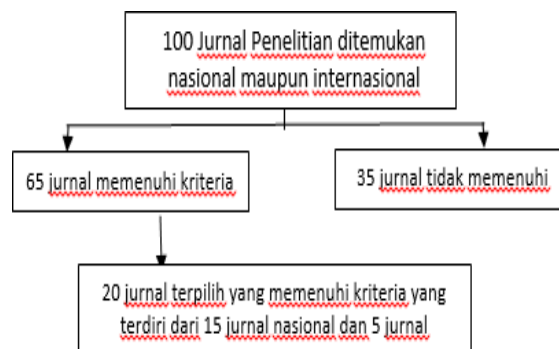 100 Jurnal Penelitian ditemukan
nasional maupun internasional
65 jurnal memenuhi kriteria
35 jurnal tidak memenuhi
20 jurnal terpilih yang memenuhi kriteria yang
terdiri dari 15 jurnal nasional dan 5 jurnal